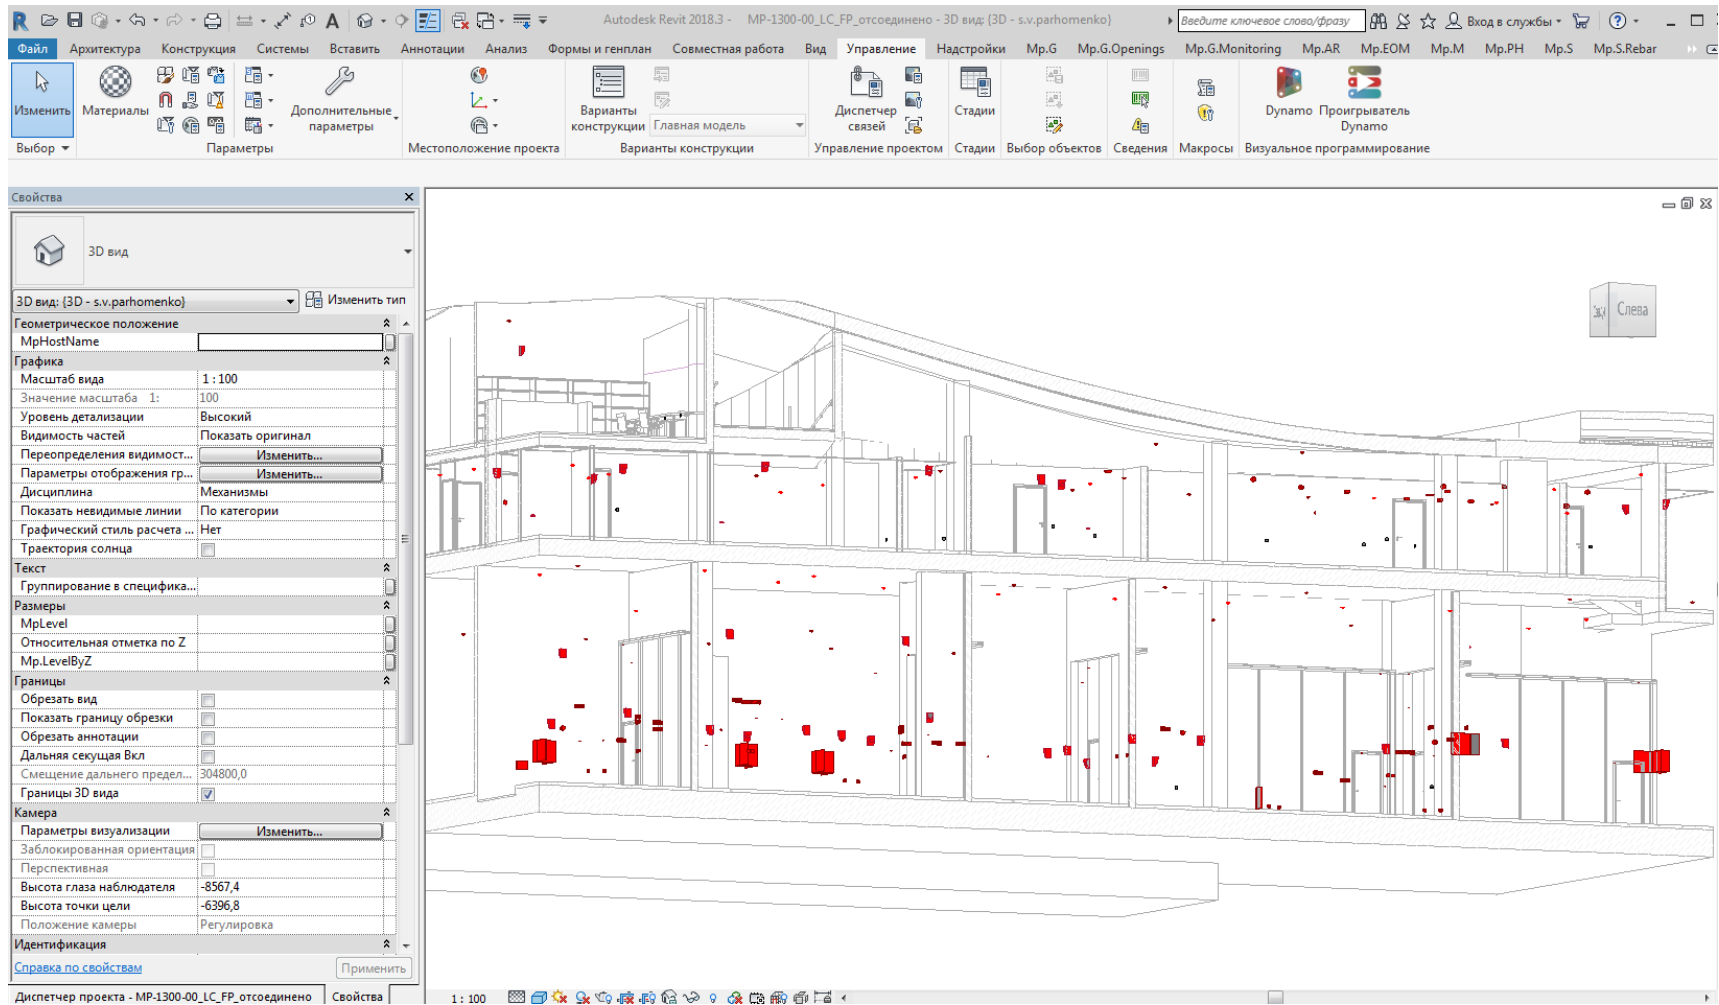 Autodesk Revit 2018.3 - MP-1300-00_LC_FP_отсоединено - 3D вид: {3D - s.v.parhomenko}
Введите ключевое слово/фразу
Вход в службы
Файл Архитектура Конструкция Системы Вставить Аннотации Анализ Формы и генплан Совместная работа Вид Управление Надстройки Mp.G Mp.G.Openings Mp.G.Monitoring Mp.AR Mp.EOM Mp.M Mp.PH Mp.S Mp.S.Rebar
Изменить
Материалы
Дополнительные
параметры
Варианты
конструкции
Главная модель
Диспетчер
связей
Стадии
Dynamo
Проигрыватель
Dynamo
Выбор
Параметры
Местоположение проекта
Варианты конструкции
Управление проектом
Стадии
Выбор объектов
Сведения
Макросы
Визуальное программирование
Свойства
3D вид
3D вид: {3D - s.v.parhomenko}
Изменить тип
Геометрическое положение
MpHostName
Графика
Масштаб вида 1 : 100
Значение масштаба 1: 100
Уровень детализации Высокий
Видимость частей Показать оригинал
Переопределения видимост... Изменить...
Параметры отображения гр... Изменить...
Дисциплина Механизмы
Показать невидимые линии По категории
Графический стиль расчета ... Нет
Траектория солнца
Текст
Группирование в специфика...
Размеры
MpLevel
Относительная отметка по Z
Mp.LevelByZ
Границы
Обрезать вид
Показать границу обрезки
Обрезать аннотации
Дальняя секущая Вкл
Смещение дальнего предел... 304800,0
Границы 3D вида
Камера
Параметры визуализации Изменить...
Заблокированная ориентация
Перспективная
Высота глаза наблюдателя -8567,4
Высота точки цели -6396,8
Положение камеры Регулировка
Идентификация
Справка по свойствам
Применить
Диспетчер проекта - MP-1300-00_LC_FP_отсоединено
Свойства
1 : 100
Слева